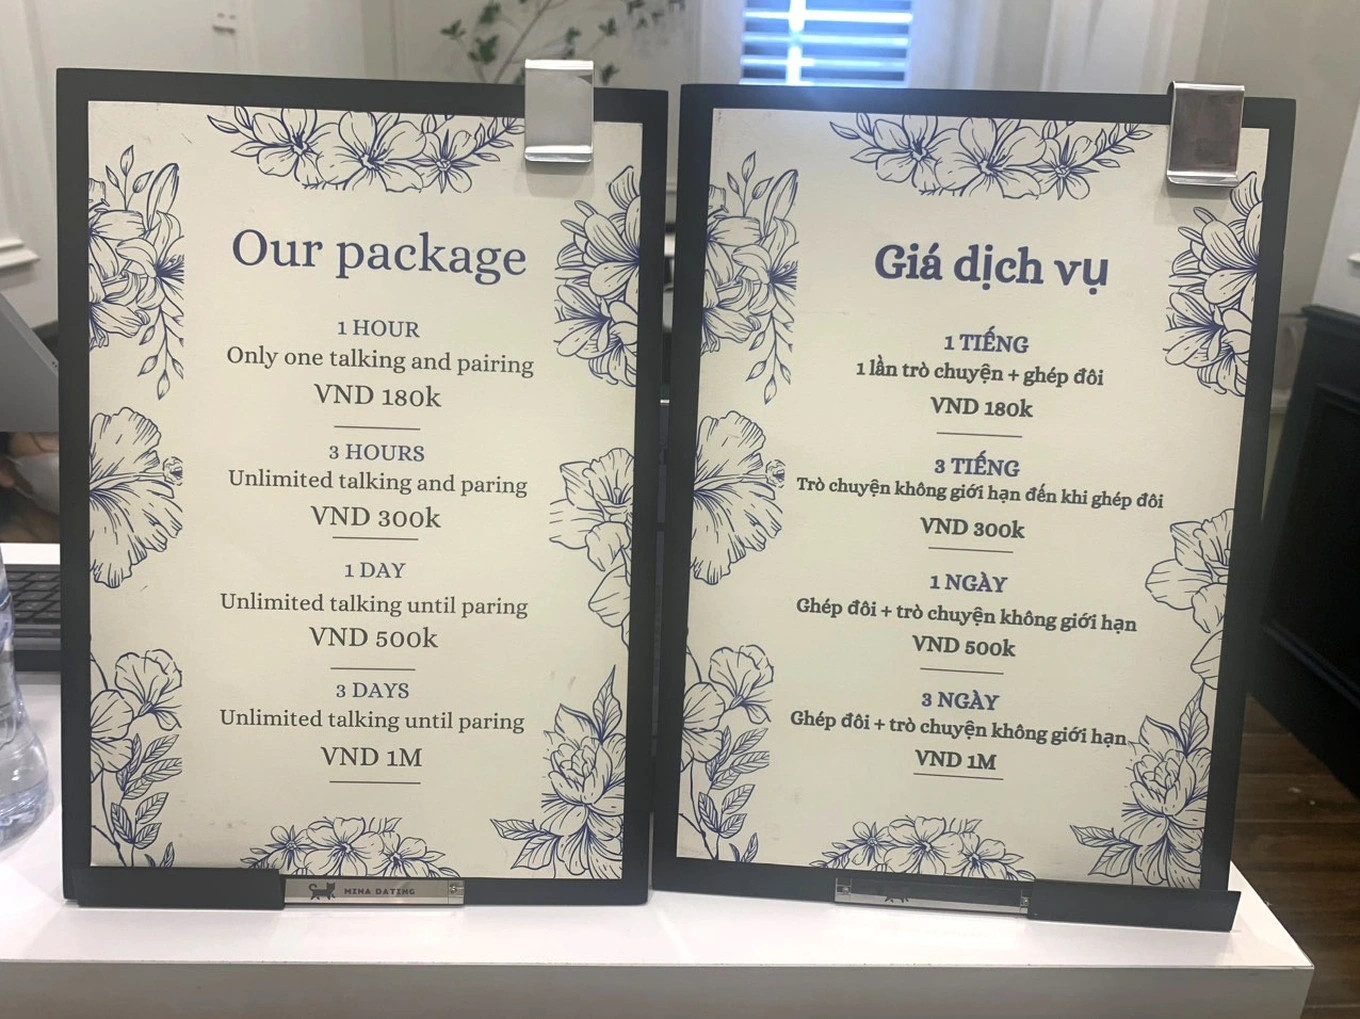 Our package
1 HOUR
Only one talking and pairing
VND 180k
3 HOURS
Unlimited talking and paring
VND 300k
1 DAY
Unlimited talking until paring
VND 500k
3 DAYS
Unlimited talking until paring
VND 1M
MINA DATING
Giá dịch vụ
1 TIẾNG
1 lần trò chuyện + ghép đôi
VND 180k
3 TIẾNG
Trò chuyện không giới hạn đến khi ghép đôi
VND 300k
1 NGÀY
Ghép đôi + trò chuyện không giới hạn
VND 500k
3 NGÀY
Ghép đôi + trò chuyện không giới hạn
VND 1M